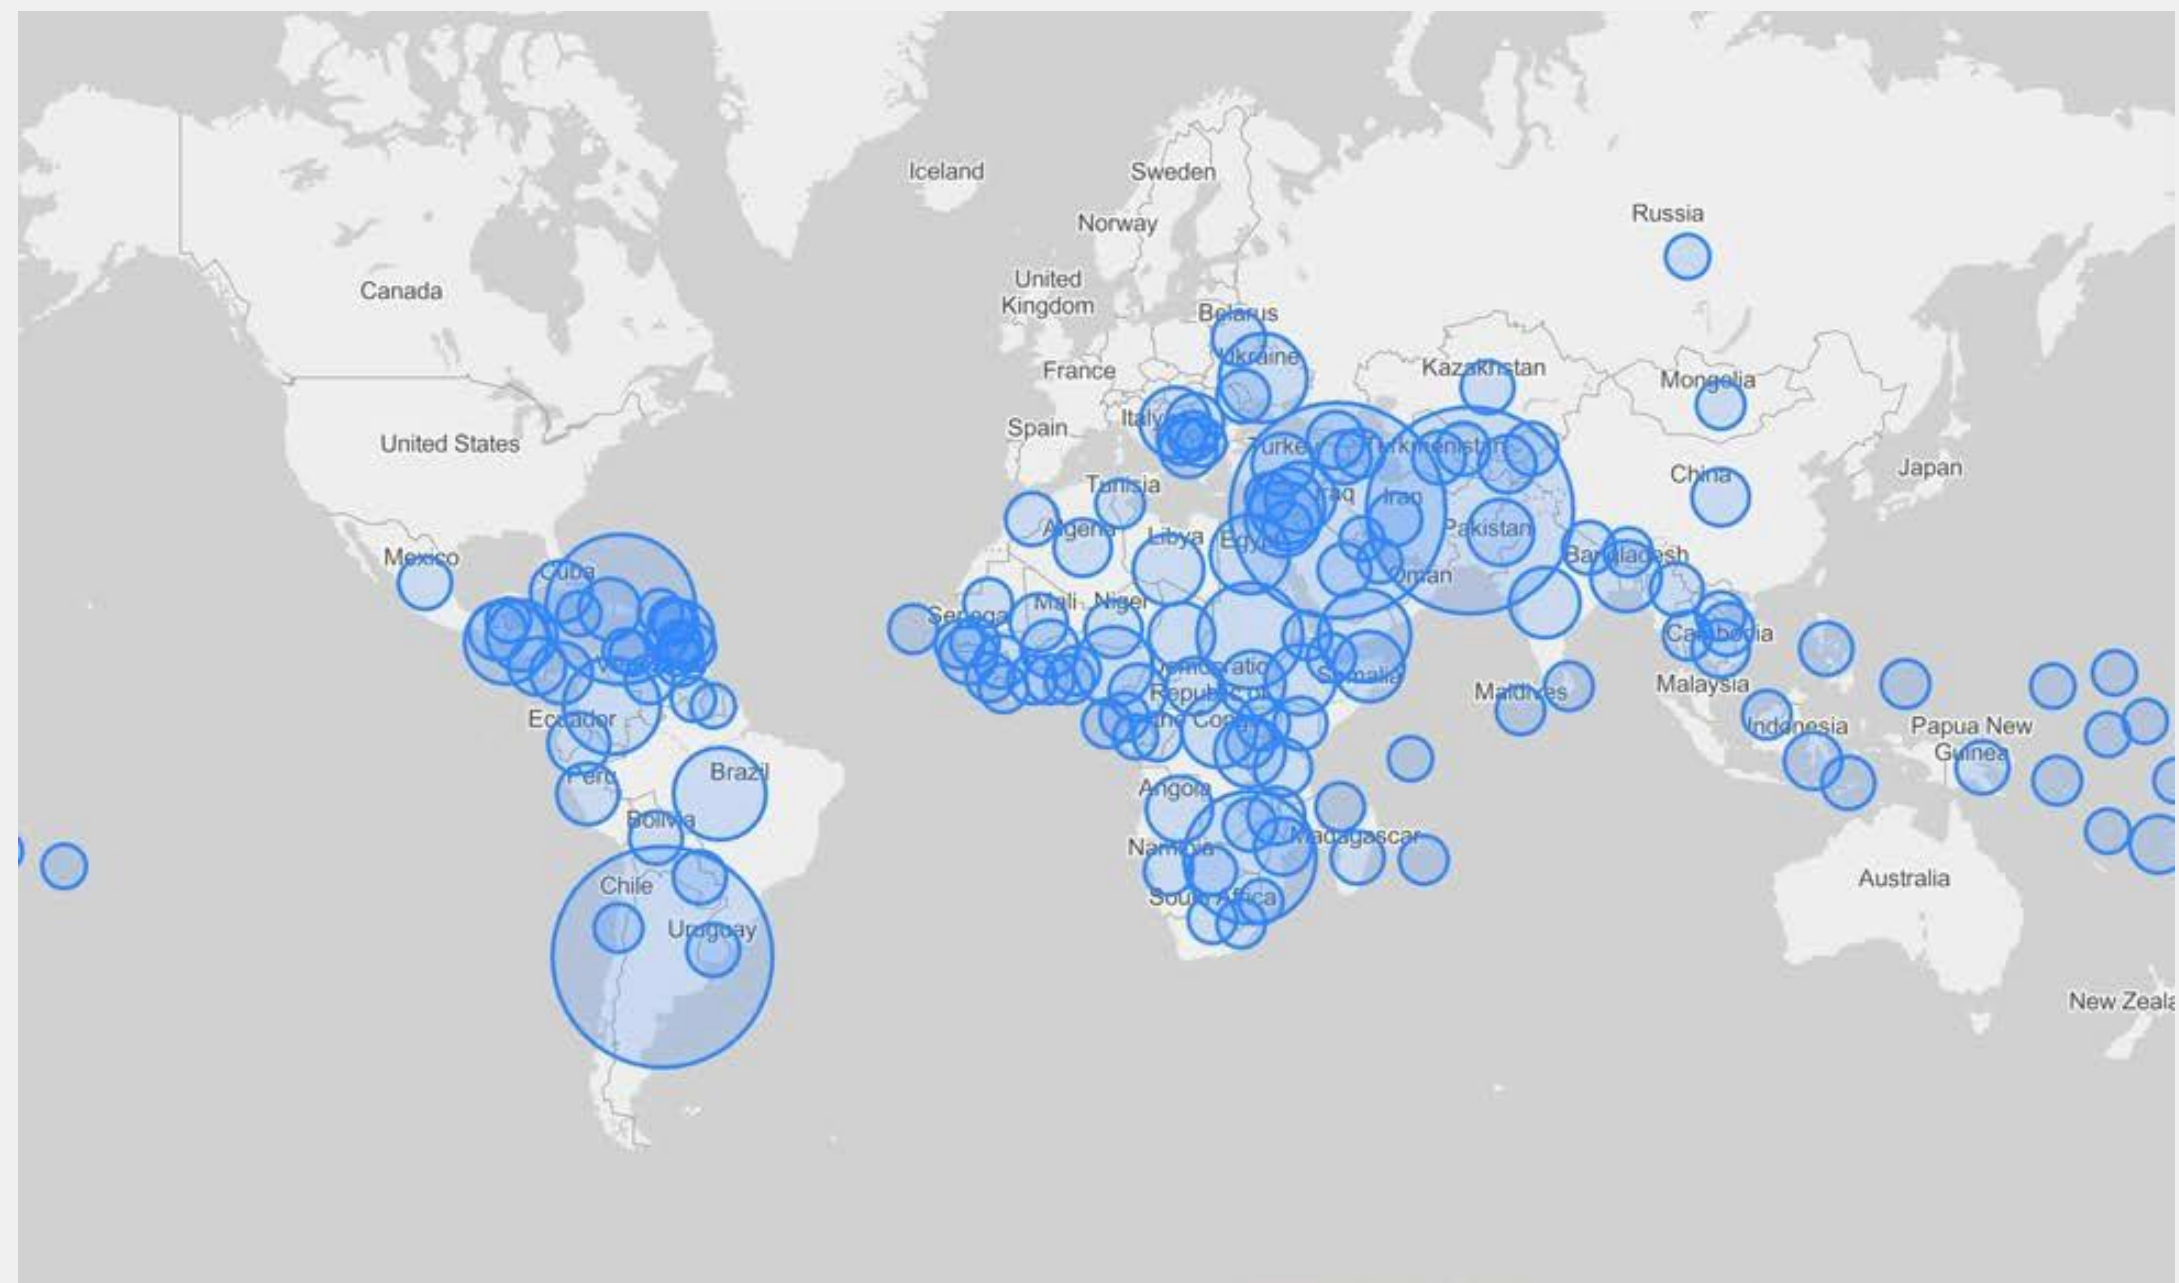 Iceland
Sweden
Norway
Russia
United
Kingdom
Canada
Belarus
Ukraine
France
Kazakhstan
Mongolia
Italy
Spain
United States
Turkey
Turkmenistan
Japan
China
Tunisia
Iraq
Iran
Algeria
Libya
Egypt
Pakistan
Mexico
Cuba
Bangladesh
Oman
Mali
Niger
Cambodia
Democratic
Republic of
the Congo
Somalia
Malaysia
Maldives
Ecuador
Indonesia
Papua New
Guinea
Peru
Brazil
Angola
Bolivia
Namibia
Madagascar
Chile
South Africa
Australia
Uruguay
New Zeala